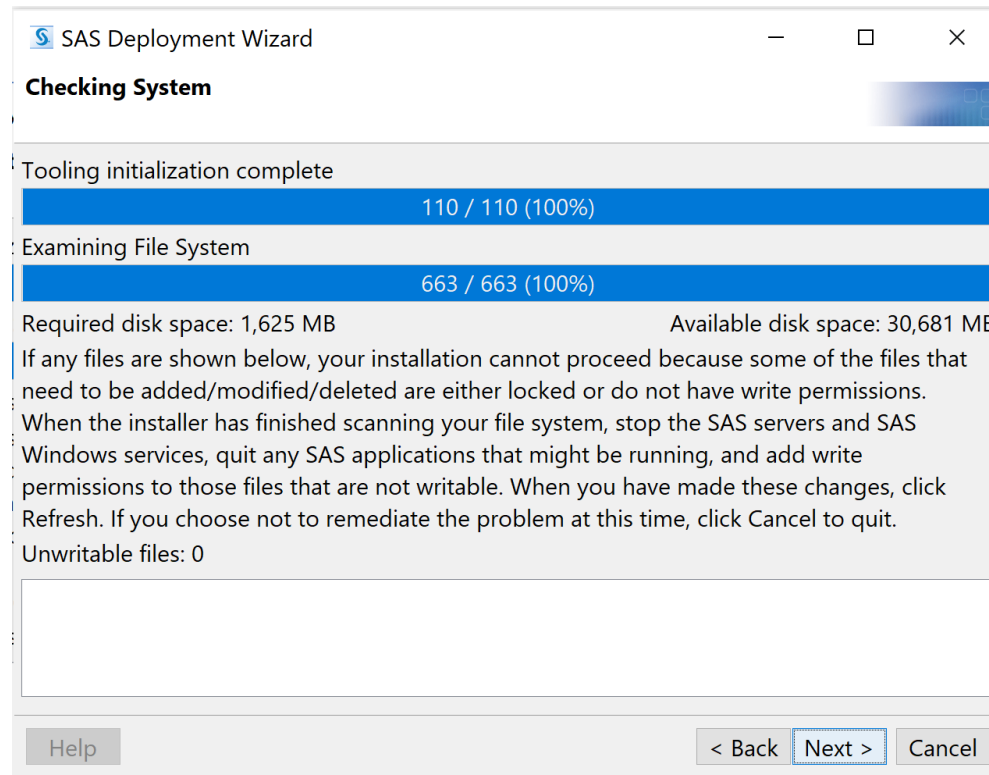 SAS Deployment Wizard
Checking System
Tooling initialization complete
110 / 110 (100%)
Examining File System
663 / 663 (100%)
Required disk space: 1,625 MB Available disk space: 30,681 MB
If any files are shown below, your installation cannot proceed because some of the files that
need to be added/modified/deleted are either locked or do not have write permissions.
When the installer has finished scanning your file system, stop the SAS servers and SAS
Windows services, quit any SAS applications that might be running, and add write
permissions to those files that are not writable. When you have made these changes, click
Refresh. If you choose not to remediate the problem at this time, click Cancel to quit.
Unwritable files: 0
Help < Back Next > Cancel